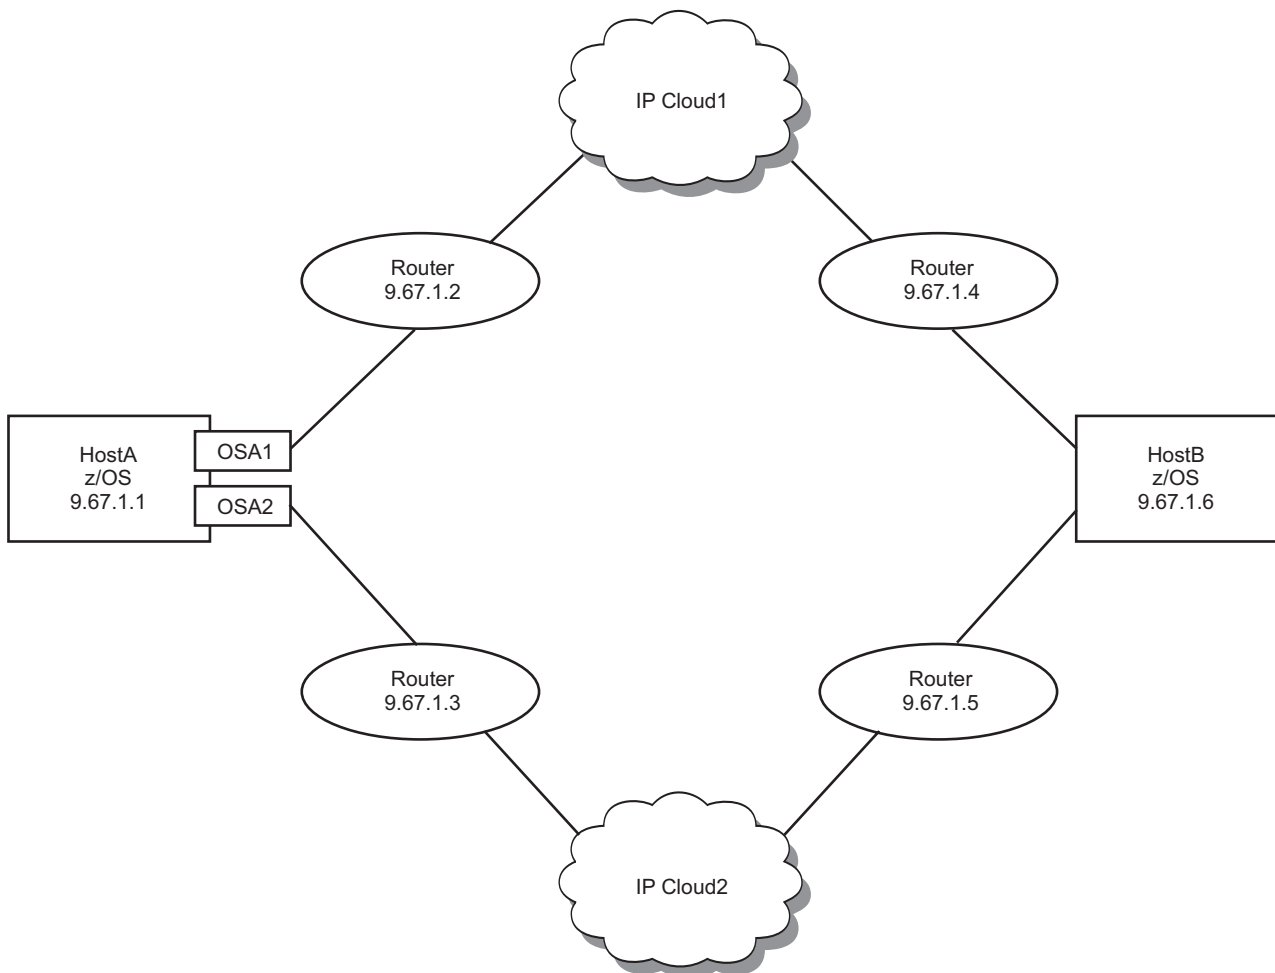 IP Cloud1
Router
9.67.1.2
Router
9.67.1.4
HostA
z/OS
9.67.1.1
OSA1
OSA2
HostB
z/OS
9.67.1.6
Router
9.67.1.3
Router
9.67.1.5
IP Cloud2